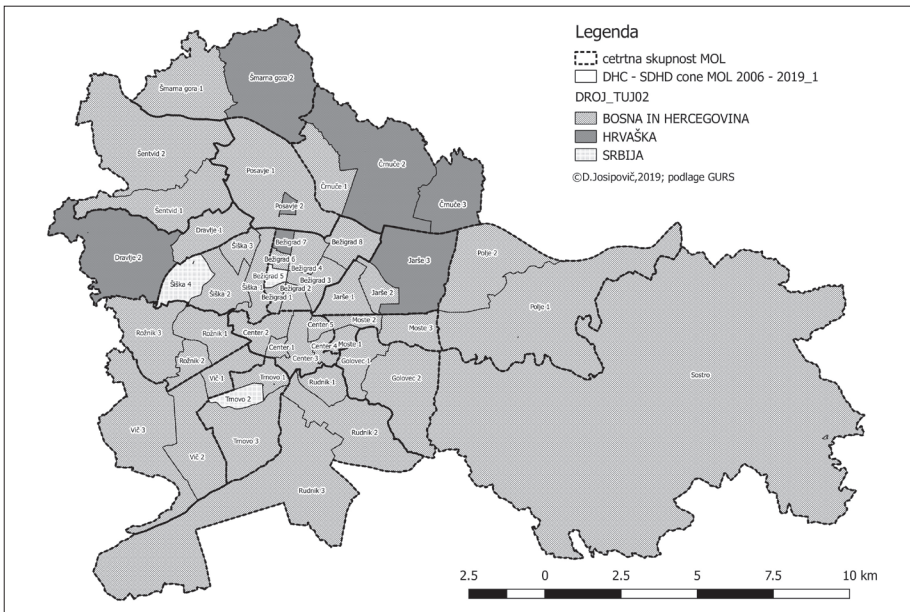 Legenda
cetrtna skupnost MOL
DHC - SDHD cone MOL 2006 - 2019_1
DROJ_TUJ02
BOSNA IN HERCEGOVINA
HRVAŠKA
SRBIJA
©D.Josipovič,2019; podlage GURS
Šmarna gora 2
Šmarna gora 1
Šentvid 2
Posavje 1
Črnuče 2
Črnuče 1
Črnuče 3
Posavje 2
Šentvid 1
Dravlje 1
Šiška 3
Bežigrad 7
Bežigrad 8
Dravlje 2
Bežigrad 6
Bežigrad 4
Jarše 3
Polje 2
Šiška 4
Bežigrad 5
Bežigrad 3
Šiška 2
Šiška
Bežigrad 2
Bežigrad 1
Jarše 1
Jarše 2
Polje 1
Rožnik 3
Rožnik 1
Center 2
Center 5
Moste 2
Moste 3
Center 1
Center 4
Moste 1
Rožnik 2
Center 3
Golovec 1
Vič 1
Trnovo 1
Rudnik 1
Golovec 2
Sostro
Trnovo 2
Vič 3
Trnovo 3
Rudnik 2
Vič 2
Rudnik 3
2.5 0 2.5 5 7.5 10 km